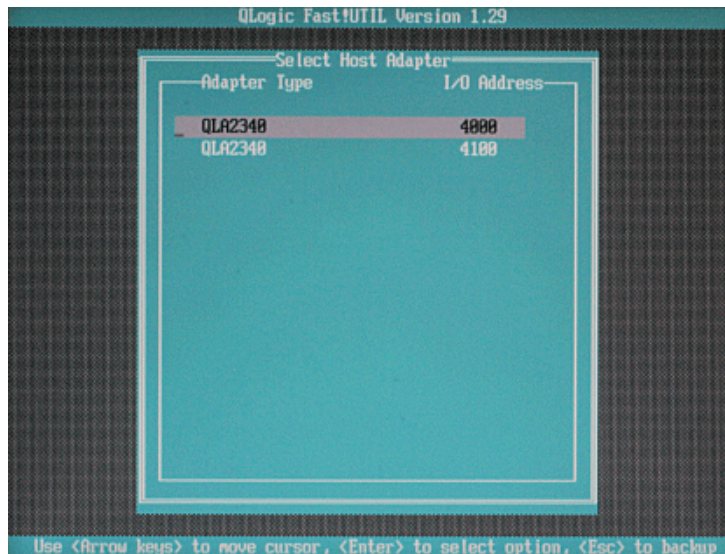 QLogic Fast!UTIL Version 1.29
Select Host Adapter
Adapter Type I/O Address
QLA2340 4000
QLA2340 4100
Use <Arrow keys> to move cursor, <Enter> to select option, <Esc> to backup